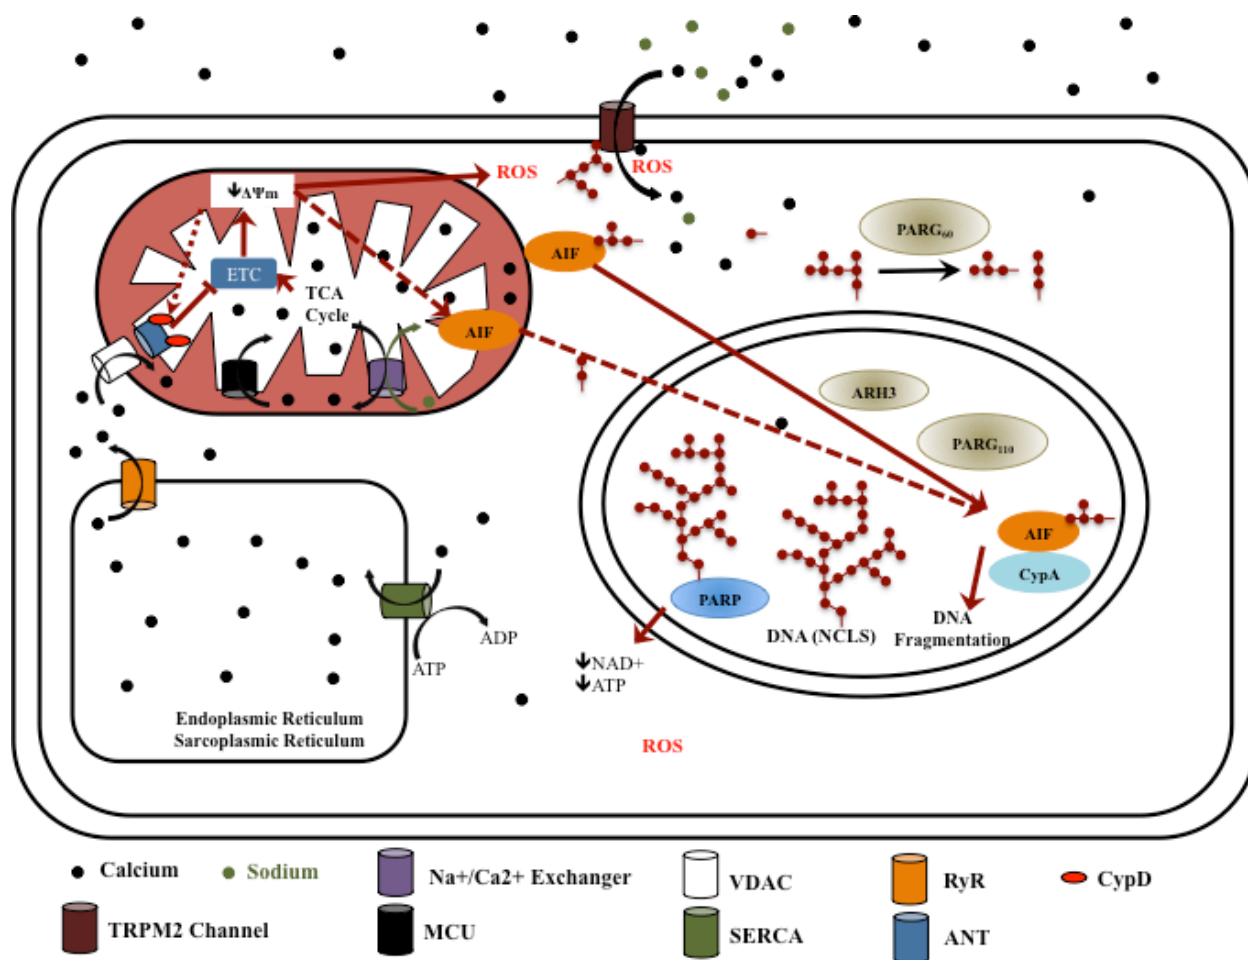 ROS
ROS
↓ΔΨm
PARG60
AIF
ETC
TCA
Cycle
AIF
ARH3
PARG110
AIF
CypA
PARP
DNA (NCLS)
DNA
Fragmentation
ADP
ATP
↓NAD+
↓ATP
Endoplasmic Reticulum
Sarcoplasmic Reticulum
ROS
Calcium
Sodium
Na+/Ca2+ Exchanger
VDAC
RyR
CypD
TRPM2 Channel
MCU
SERCA
ANT